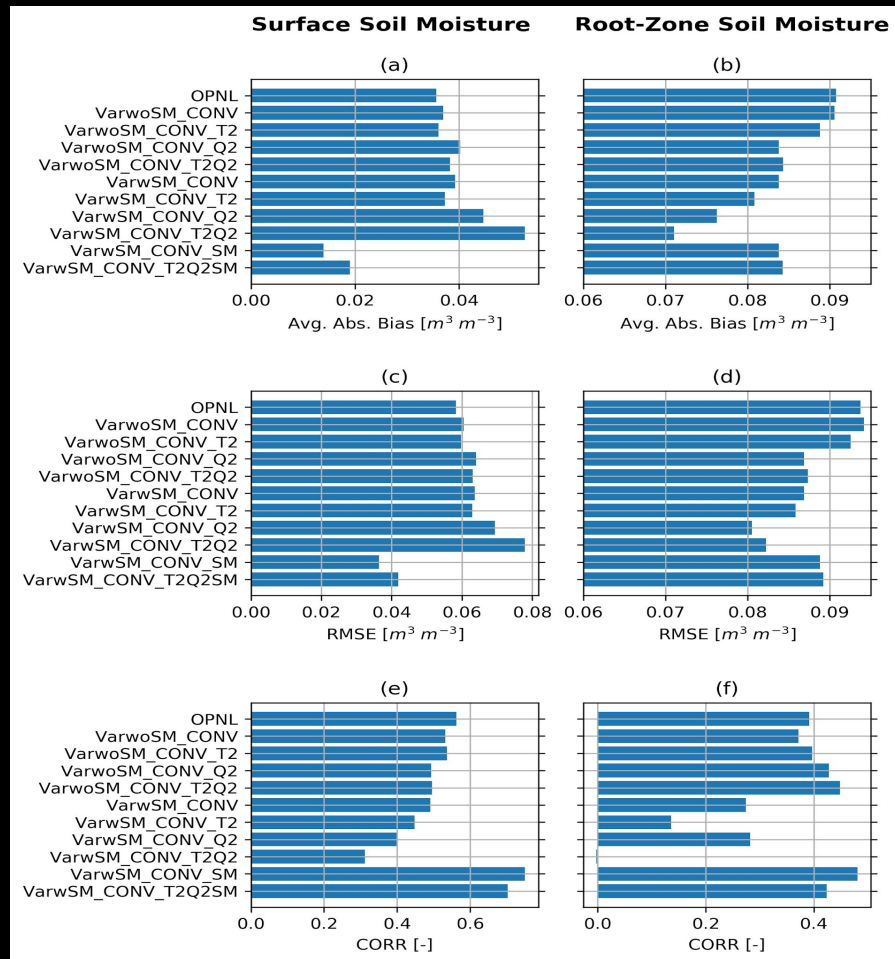 Surface Soil Moisture
Root-Zone Soil Moisture
(a)
(b)
OPNL
VarwoSM_CONV
VarwoSM_CONV_T2
VarwoSM_CONV_Q2
VarwoSM_CONV_T2Q2
VarwSM_CONV
VarwSM_CONV_T2
VarwSM_CONV_Q2
VarwSM_CONV_T2Q2
VarwSM_CONV_SM
VarwSM_CONV_T2Q2SM
0.00 0.02 0.04
0.06 0.07 0.08 0.09
Avg. Abs. Bias [m³ m⁻³]
Avg. Abs. Bias [m³ m⁻³]
(c)
(d)
OPNL
VarwoSM_CONV
VarwoSM_CONV_T2
VarwoSM_CONV_Q2
VarwoSM_CONV_T2Q2
VarwSM_CONV
VarwSM_CONV_T2
VarwSM_CONV_Q2
VarwSM_CONV_T2Q2
VarwSM_CONV_SM
VarwSM_CONV_T2Q2SM
0.00 0.02 0.04 0.06 0.08
0.06 0.07 0.08 0.09
RMSE [m³ m⁻³]
RMSE [m³ m⁻³]
(e)
(f)
OPNL
VarwoSM_CONV
VarwoSM_CONV_T2
VarwoSM_CONV_Q2
VarwoSM_CONV_T2Q2
VarwSM_CONV
VarwSM_CONV_T2
VarwSM_CONV_Q2
VarwSM_CONV_T2Q2
VarwSM_CONV_SM
VarwSM_CONV_T2Q2SM
0.0 0.2 0.4 0.6
0.0 0.2 0.4
CORR [-]
CORR [-]